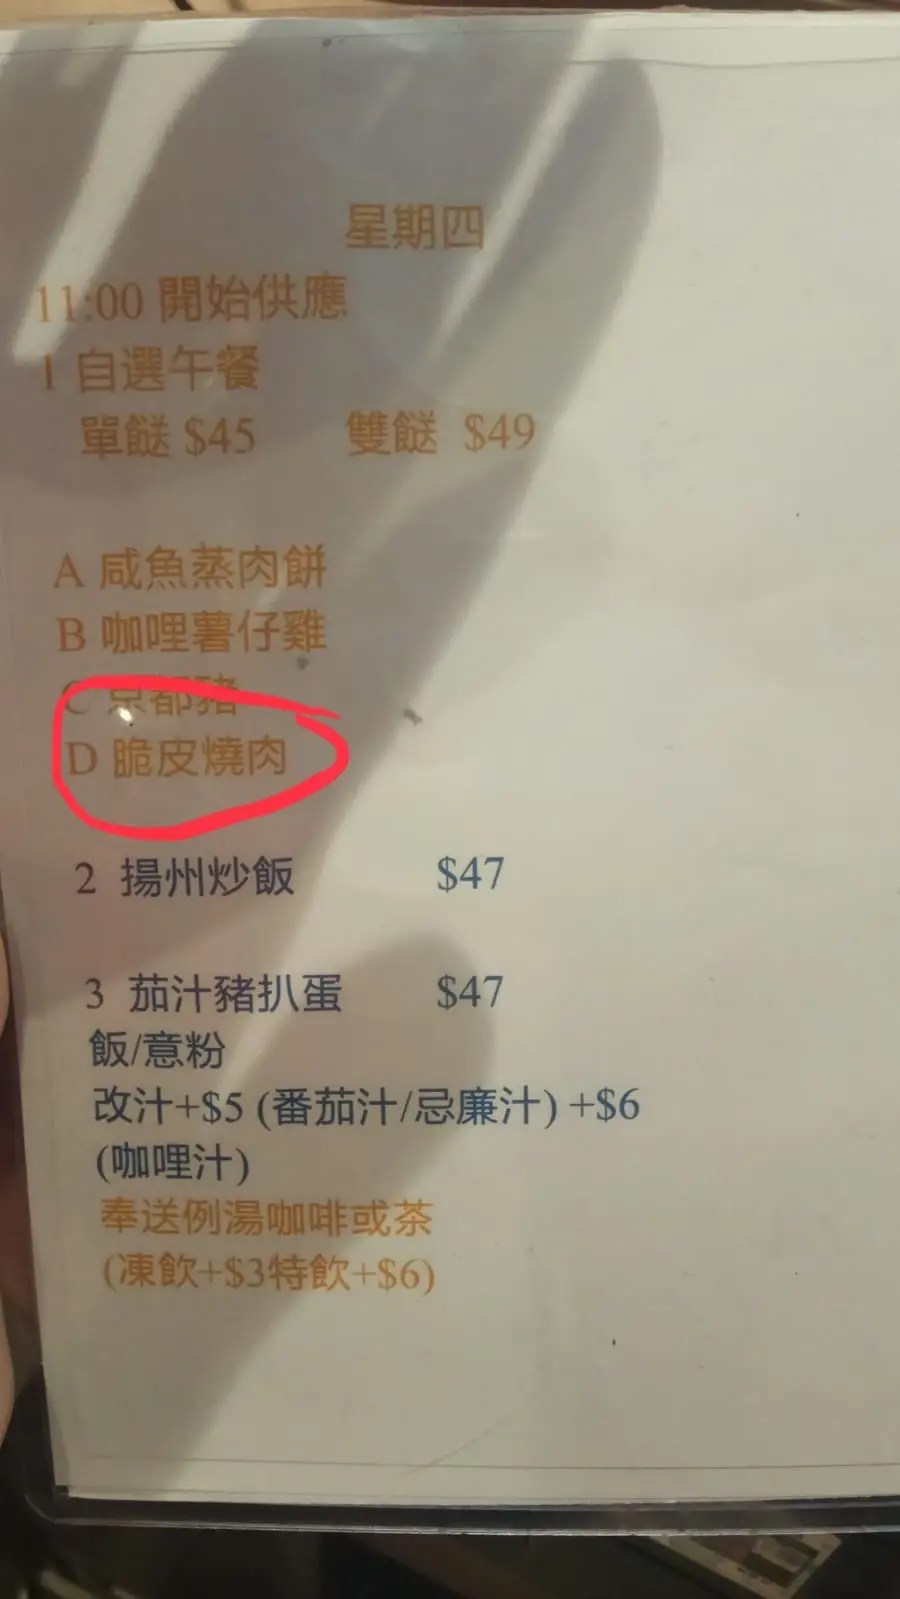 星期四
11:00 開始供應
1 自選午餐
單餸 $45 雙餸 $49
A 咸魚蒸肉餅
B 咖哩薯仔雞
C 京都豬
D 脆皮燒肉
2 揚州炒飯 $47
3 茄汁豬扒蛋 $47
飯/意粉
改汁+$5 (番茄汁/忌廉汁) +$6
(咖哩汁)
奉送例湯咖啡或茶
(凍飲+$3特飲+$6)